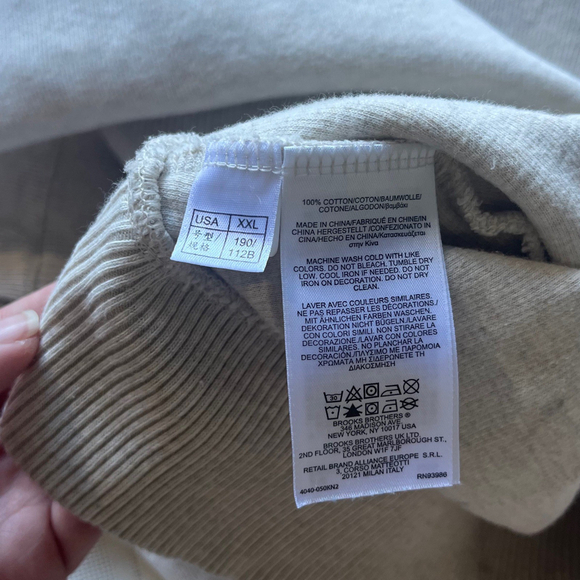 USA XXL
号型 190/
规格 112B
100% COTTON/COTON/BAUMWOLLE/
COTONE/ALGODON/βαμβάκι
MADE IN CHINA/FABRIQUÉ EN CHINE/IN
CHINA HERGESTELLT /CONFEZIONATO IN
CINA/HECHO EN CHINA/Κατασκευάζεται
στην Κίνα
MACHINE WASH COLD WITH LIKE
COLORS. DO NOT BLEACH. TUMBLE DRY
LOW. COOL IRON IF NEEDED. DO NOT
IRON ON DECORATION. DO NOT DRY
CLEAN.
LAVER AVEC COULEURS SIMILAIRES.
/NE PAS REPASSER LES DÉCORATIONS./
MIT ÄHNLICHEN FARBEN WASCHEN.
DEKORATION NICHT BÜGELN./LAVARE
CON COLORI SIMILI. NON STIRARE LA
DECORAZIONE./LAVAR CON COLORES
SIMILARES. NO PLANCHAR LA
DECORACIÓN./ΠΛΥΣΙΜΟ ΜΕ ΠΑΡΟΜΟΙΑ
ΧΡΩΜΑΤΑ ΜΗ ΣΙΔΕΡΩΝΕΤΕ ΤΗ
ΔΙΑΚΟΣΜΗΣΗ
30
BROOKS BROTHERS ®
346 MADISON AVE
NEW YORK, NY 10017 USA
BROOKS BROTHERS UK LTD.
2ND FLOOR, 35 GREAT MARLBOROUGH ST.,
LONDON W1F 7JF
RETAIL BRAND ALLIANCE EUROPE S.R.L.
3, CORSO MATTEOTTI
20121 MILAN ITALY
4040-050KN2 RN93986